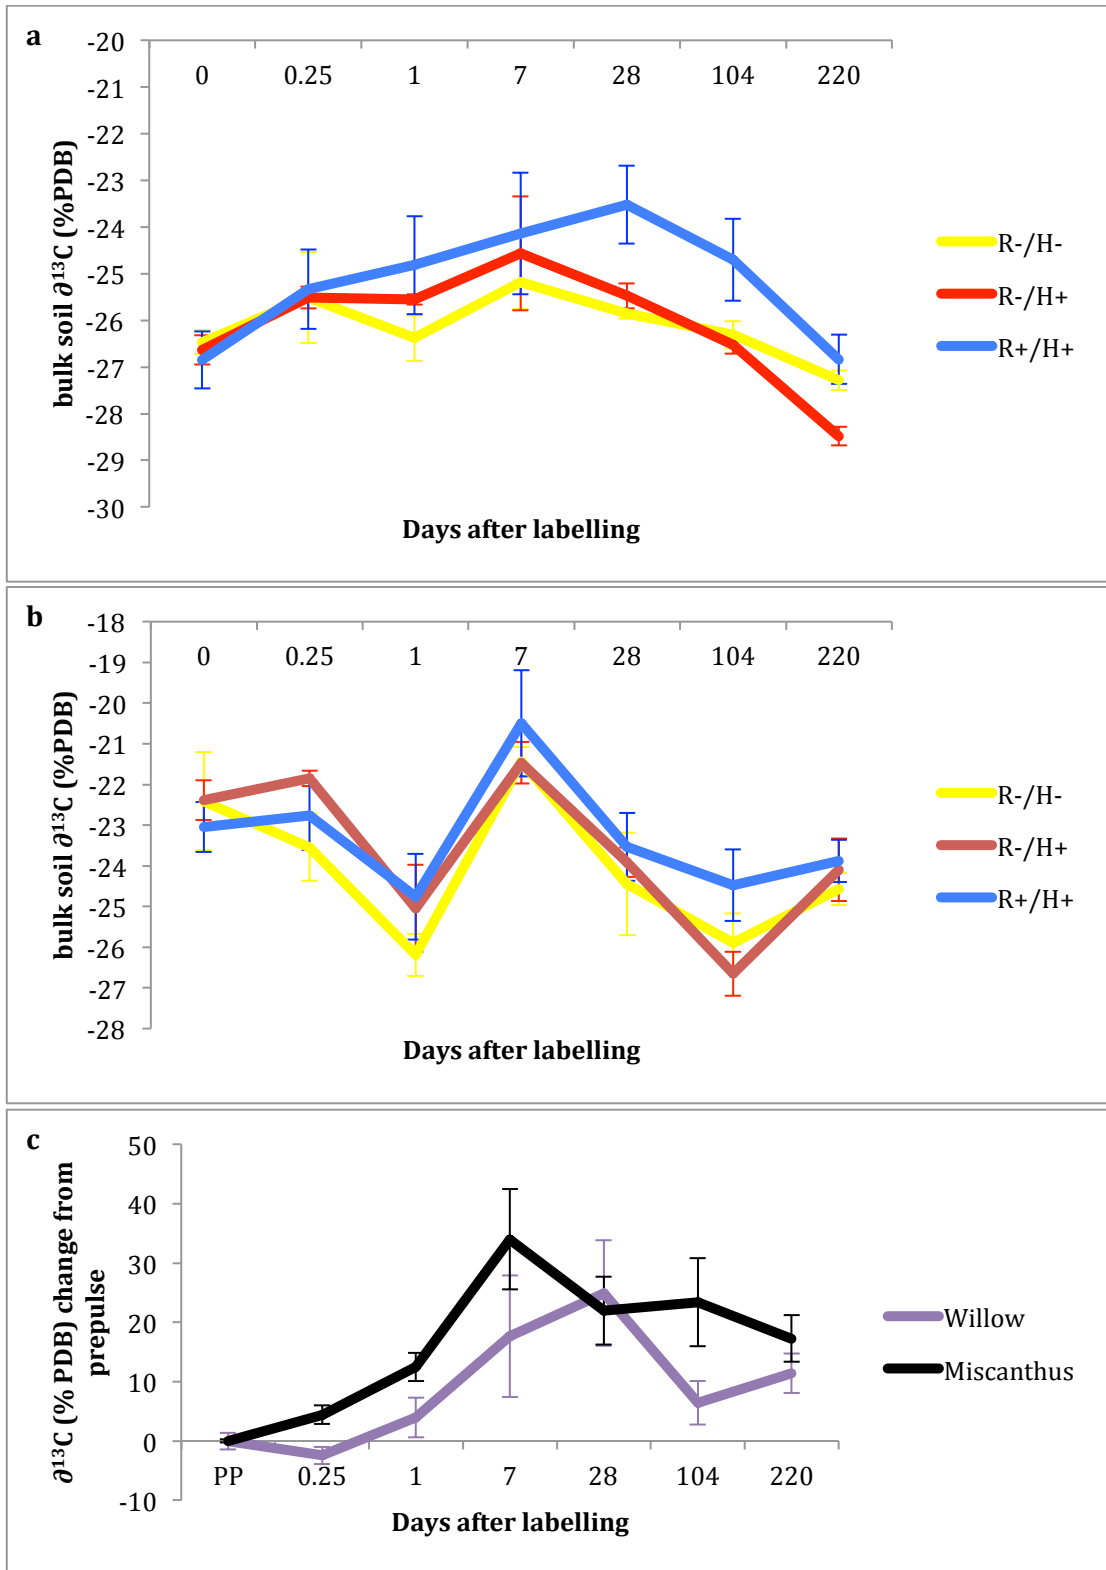 a
-20
-21
-22
-23
-24
-25
-26
-27
-28
-29
-30
bulk soil ∂¹³C (%PDB)
0 0.25 1 7 28 104 220
Days after labelling
R-/H-
R-/H+
R+/H+
b
-18
-19
-20
-21
-22
-23
-24
-25
-26
-27
-28
bulk soil ∂¹³C (%PDB)
0 0.25 1 7 28 104 220
Days after labelling
R-/H-
R-/H+
R+/H+
c
50
40
30
20
10
0
-10
∂¹³C (% PDB) change from
prepulse
PP 0.25 1 7 28 104 220
Days after labelling
Willow
Miscanthus